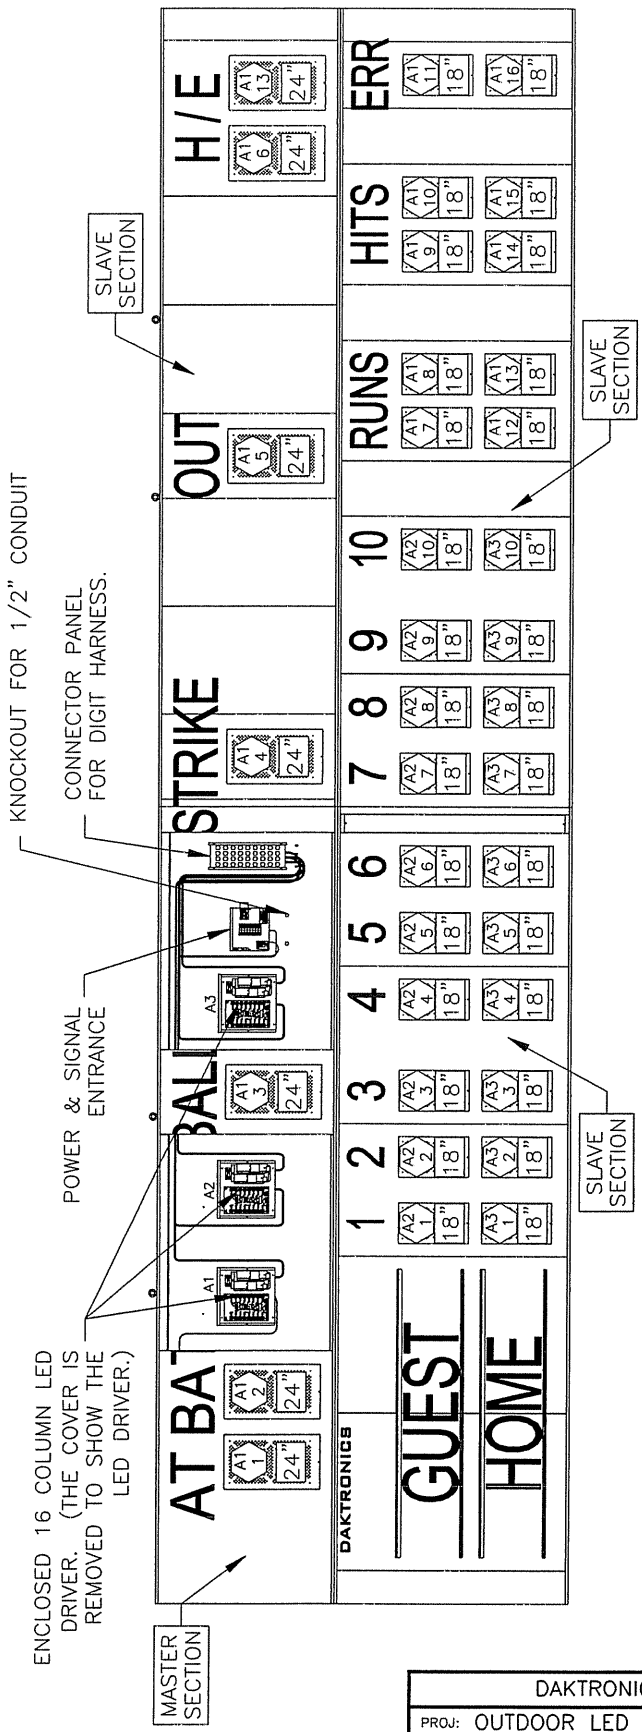 KNOCKOUT FOR 1/2" CONDUIT
CONNECTOR PANEL
FOR DIGIT HARNESS.
POWER & SIGNAL
ENTRANCE
ENCLOSED 16 COLUMN LED
DRIVER. (THE COVER IS
REMOVED TO SHOW THE
LED DRIVER.)
MASTER
SECTION
SLAVE
SECTION
AT BAT
BALL
STRIKE
OUT
H/E
A1 1 24"
A1 2 24"
A1
A2
A1 3 24"
A3
A1 4 24"
A1 5 24"
A1 6 24"
A1 13 24"
DAKTRONICS
1 2 3 4 5 6 7 8 9 10 RUNS HITS ERR
GUEST
A2 1 18"
A2 2 18"
A2 3 18"
A2 4 18"
A2 5 18"
A2 6 18"
A2 7 18"
A2 8 18"
A2 9 18"
A2 10 18"
A1 7 18"
A1 8 18"
A1 9 18"
A1 10 18"
A1 11 18"
HOME
A3 1 18"
A3 2 18"
A3 3 18"
A3 4 18"
A3 5 18"
A3 6 18"
A3 7 18"
A3 8 18"
A3 9 18"
A3 10 18"
A1 12 18"
A1 13 18"
A1 14 18"
A1 15 18"
A1 16 18"
SLAVE
SECTION
SLAVE
SECTION
DAKTRONIC
PROJ: OUTDOOR LED